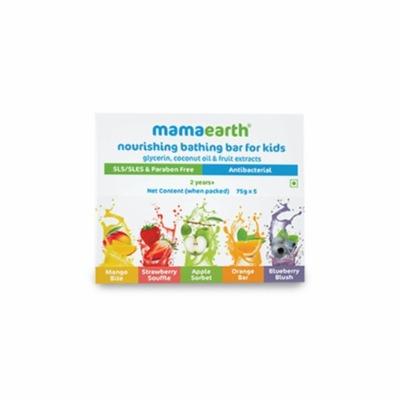 mamaearth®
nourishing bathing bar for kids
glycerin, coconut oil & fruit extracts
SLS/SLES & Paraben Free Antibacterial
2 years+
Net Content (when packed) 75g x 5
Mango Strawberry Apple Orange Blueberry
Bite Souffle Sorbet Bar Blush